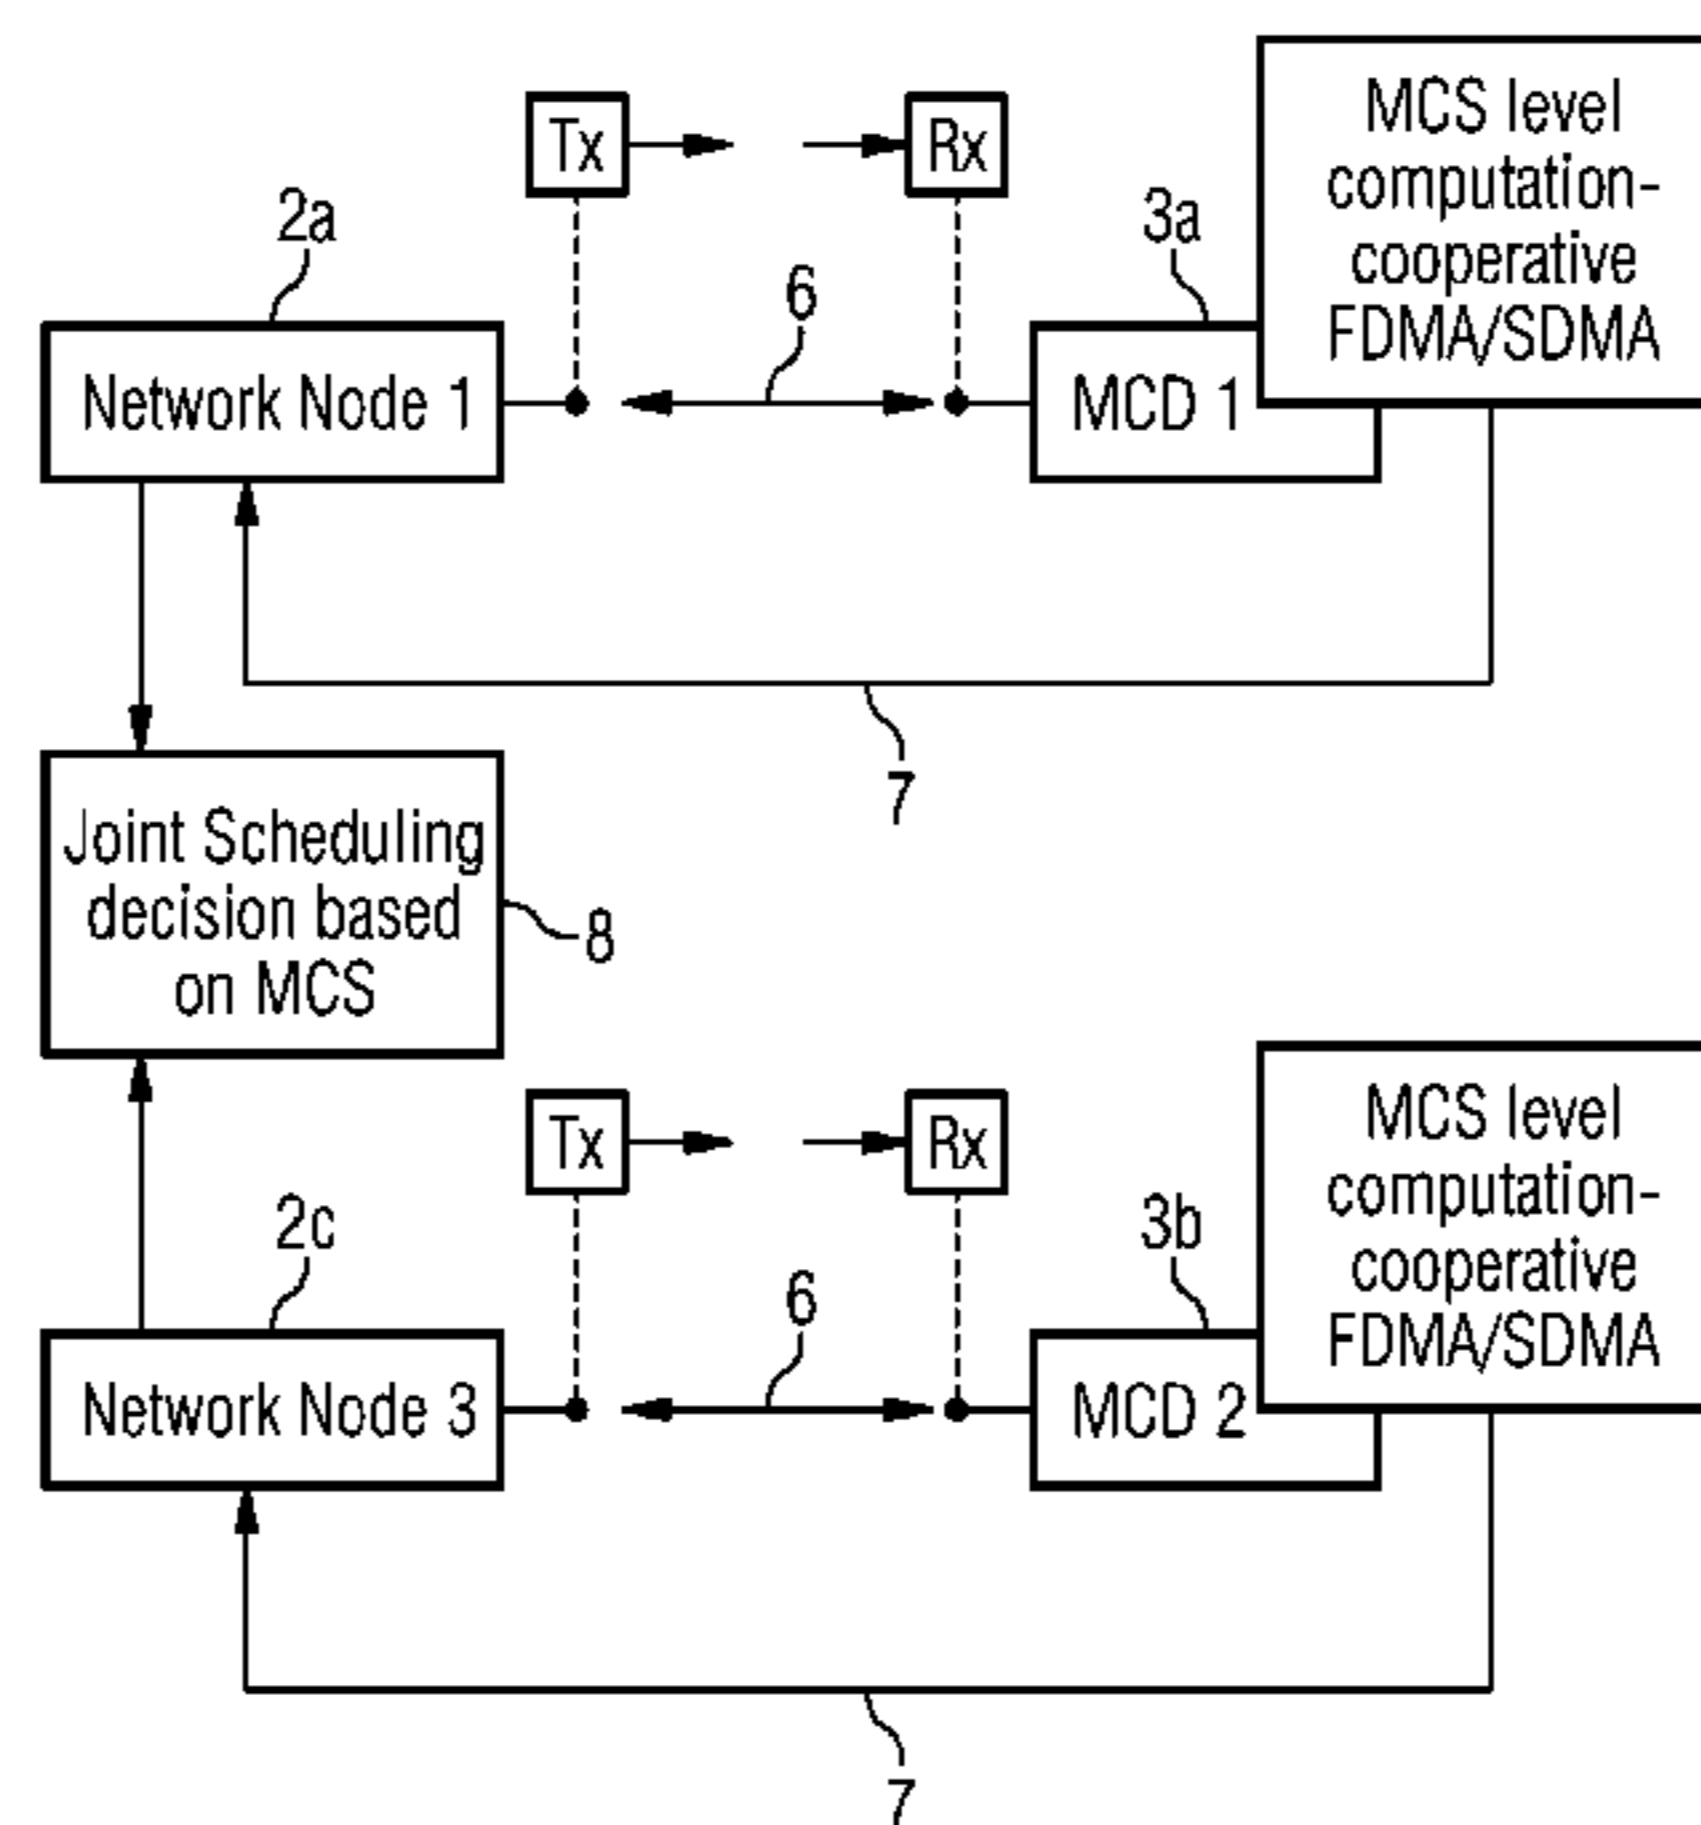 MCS level
computation-
cooperative
FDMA/SDMA
Tx
Rx
2a
6
3a
Network Node 1
MCD 1
7
Joint Scheduling
decision based
on MCS
8
MCS level
computation-
cooperative
FDMA/SDMA
Tx
Rx
2c
6
3b
Network Node 3
MCD 2
7